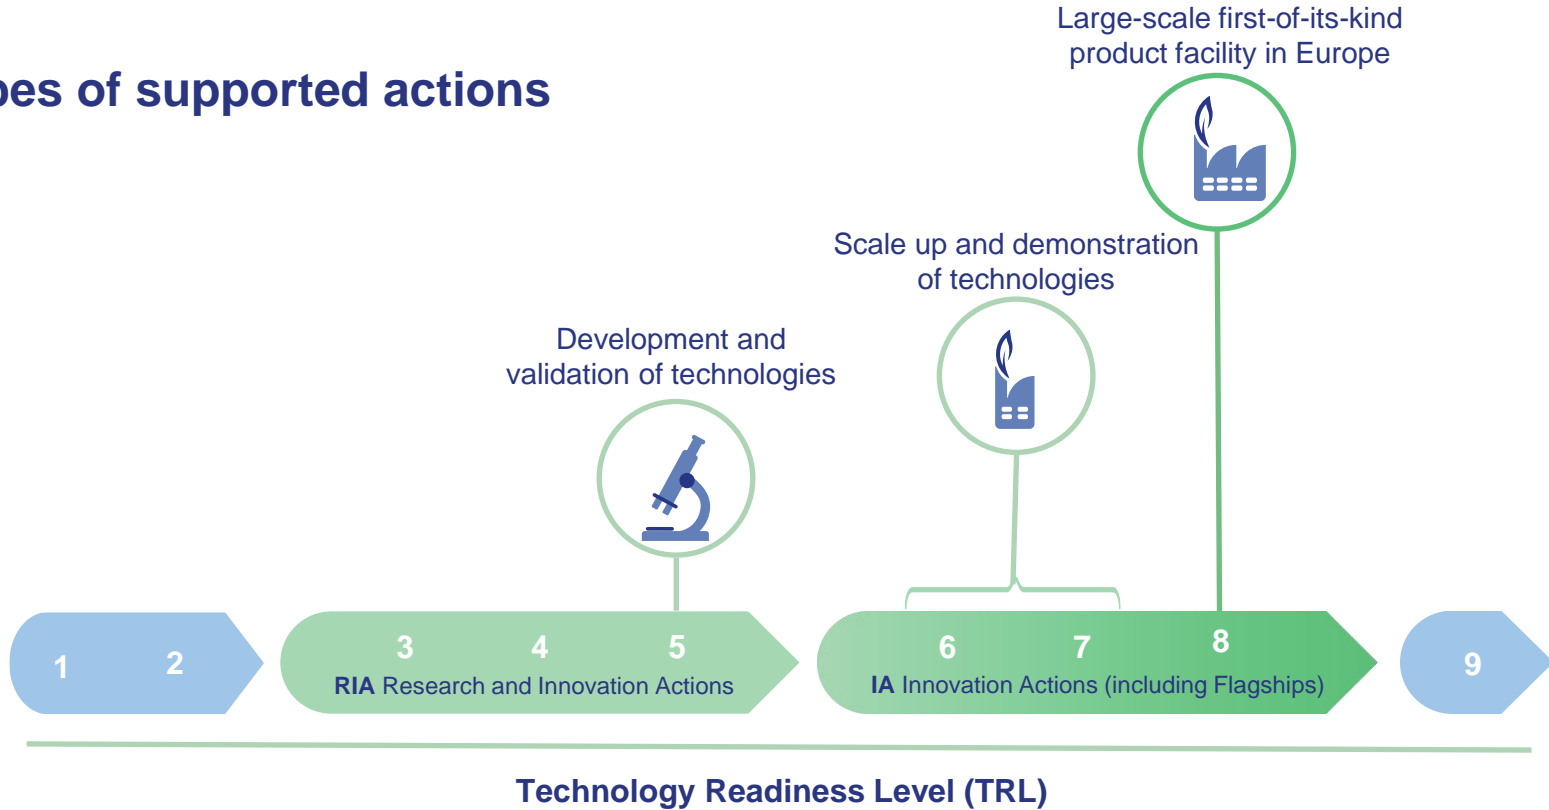 pes of supported actions
Large-scale first-of-its-kind
product facility in Europe
Scale up and demonstration
of technologies
Development and
validation of technologies
1 2 3 4 5 6 7 8 9
RIA Research and Innovation Actions
IA Innovation Actions (including Flagships)
Technology Readiness Level (TRL)